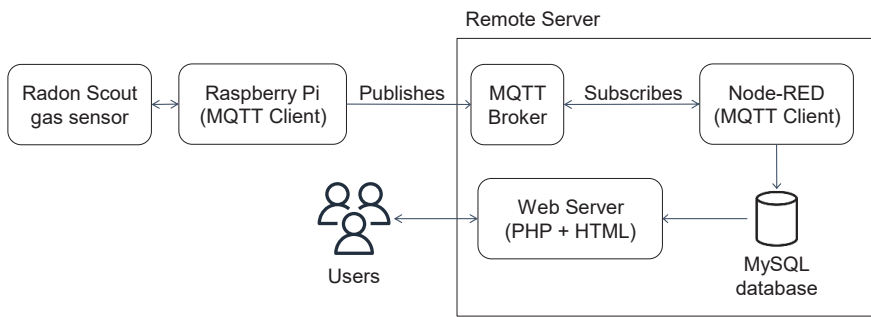 Remote Server
Radon Scout
gas sensor
Raspberry Pi
(MQTT Client)
Publishes
MQTT
Broker
Subscribes
Node-RED
(MQTT Client)
Users
Web Server
(PHP + HTML)
MySQL
database